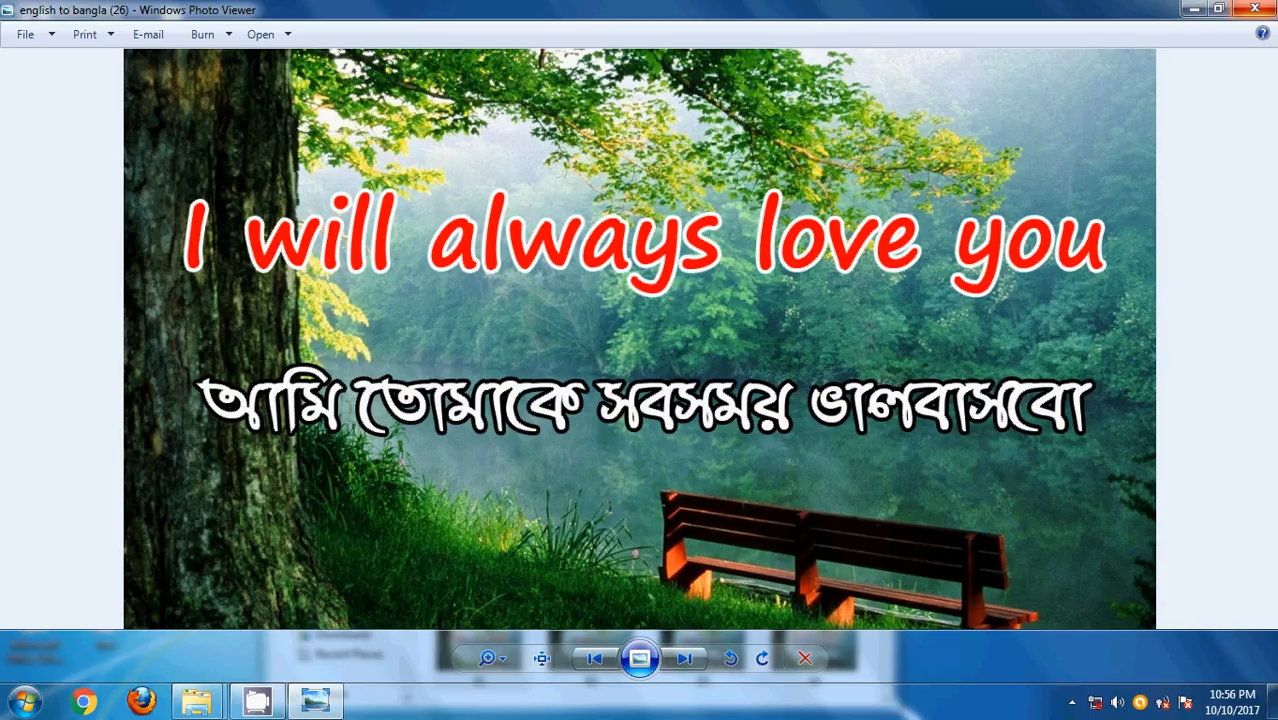 english to bangla (26) - Windows Photo Viewer
File Print E-mail Burn Open
I will always love you
আমি তোমাকে সবসময় ভালবাসবো
10:56 PM
10/10/2017